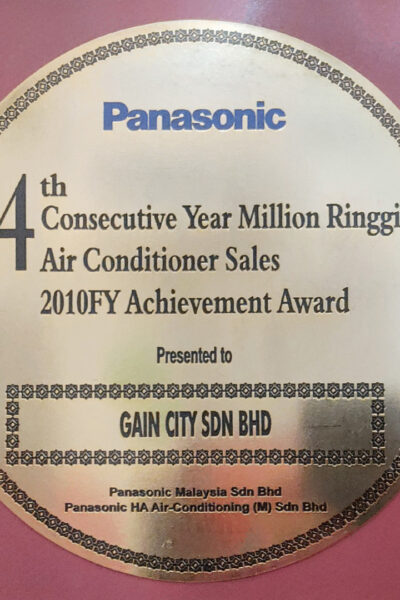 Panasonic
4th
Consecutive Year Million Ringgi
Air Conditioner Sales
2010FY Achievement Award
Presented to
GAIN CITY SDN BHD
Panasonic Malaysia Sdn Bhd
Panasonic HA Air-Conditioning (M) Sdn Bhd